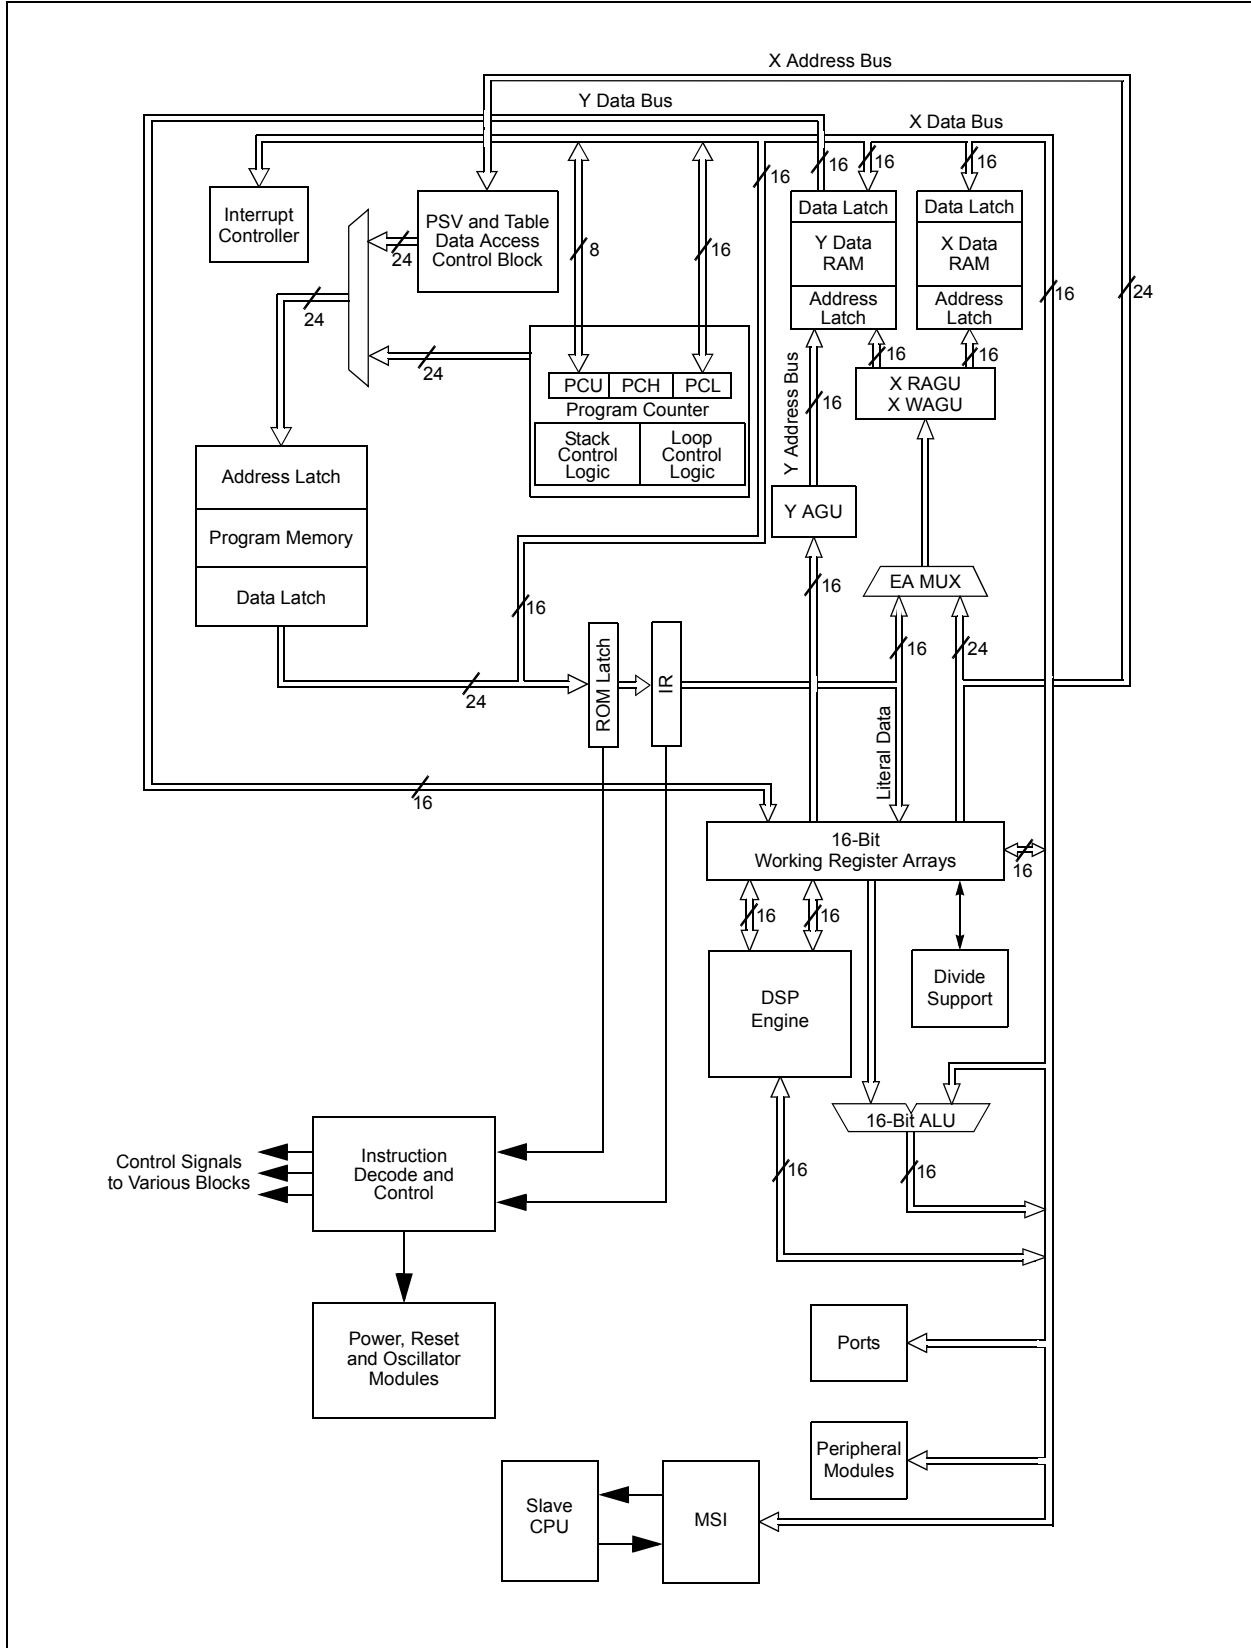 X Address Bus
Y Data Bus
X Data Bus
16
16
16
16
Interrupt
Controller
PSV and Table
Data Access
Control Block
24
8
16
Data Latch
Y Data
RAM
Address
Latch
Data Latch
X Data
RAM
Address
Latch
16
24
24
24
16
16
PCU
PCH
PCL
Program Counter
Stack
Control
Logic
Loop
Control
Logic
Y Address Bus
16
X RAGU
X WAGU
Address Latch
Program Memory
Data Latch
Y AGU
EA MUX
16
16
16
24
24
ROM Latch
IR
Literal Data
16
16-Bit
Working Register Arrays
16
16
16
DSP
Engine
Divide
Support
16-Bit ALU
16
16
Control Signals
to Various Blocks
Instruction
Decode and
Control
Power, Reset
and Oscillator
Modules
Ports
Peripheral
Modules
Slave
CPU
MSI